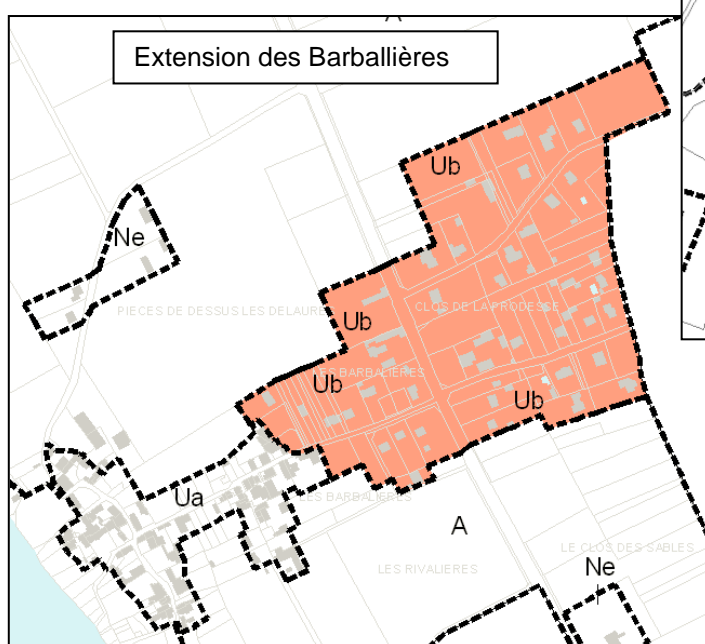 A
Extension des Barballières
Ub
Ne
PIECES DE DESSUS LES DELAURE
CLOS DE LA PRODESSE
Ub
LES BARBALIERES
Ub
Ub
Ua
LES BARBALIERES
A
LE CLOS DES SABLES
LES RIVALIERES
Ne